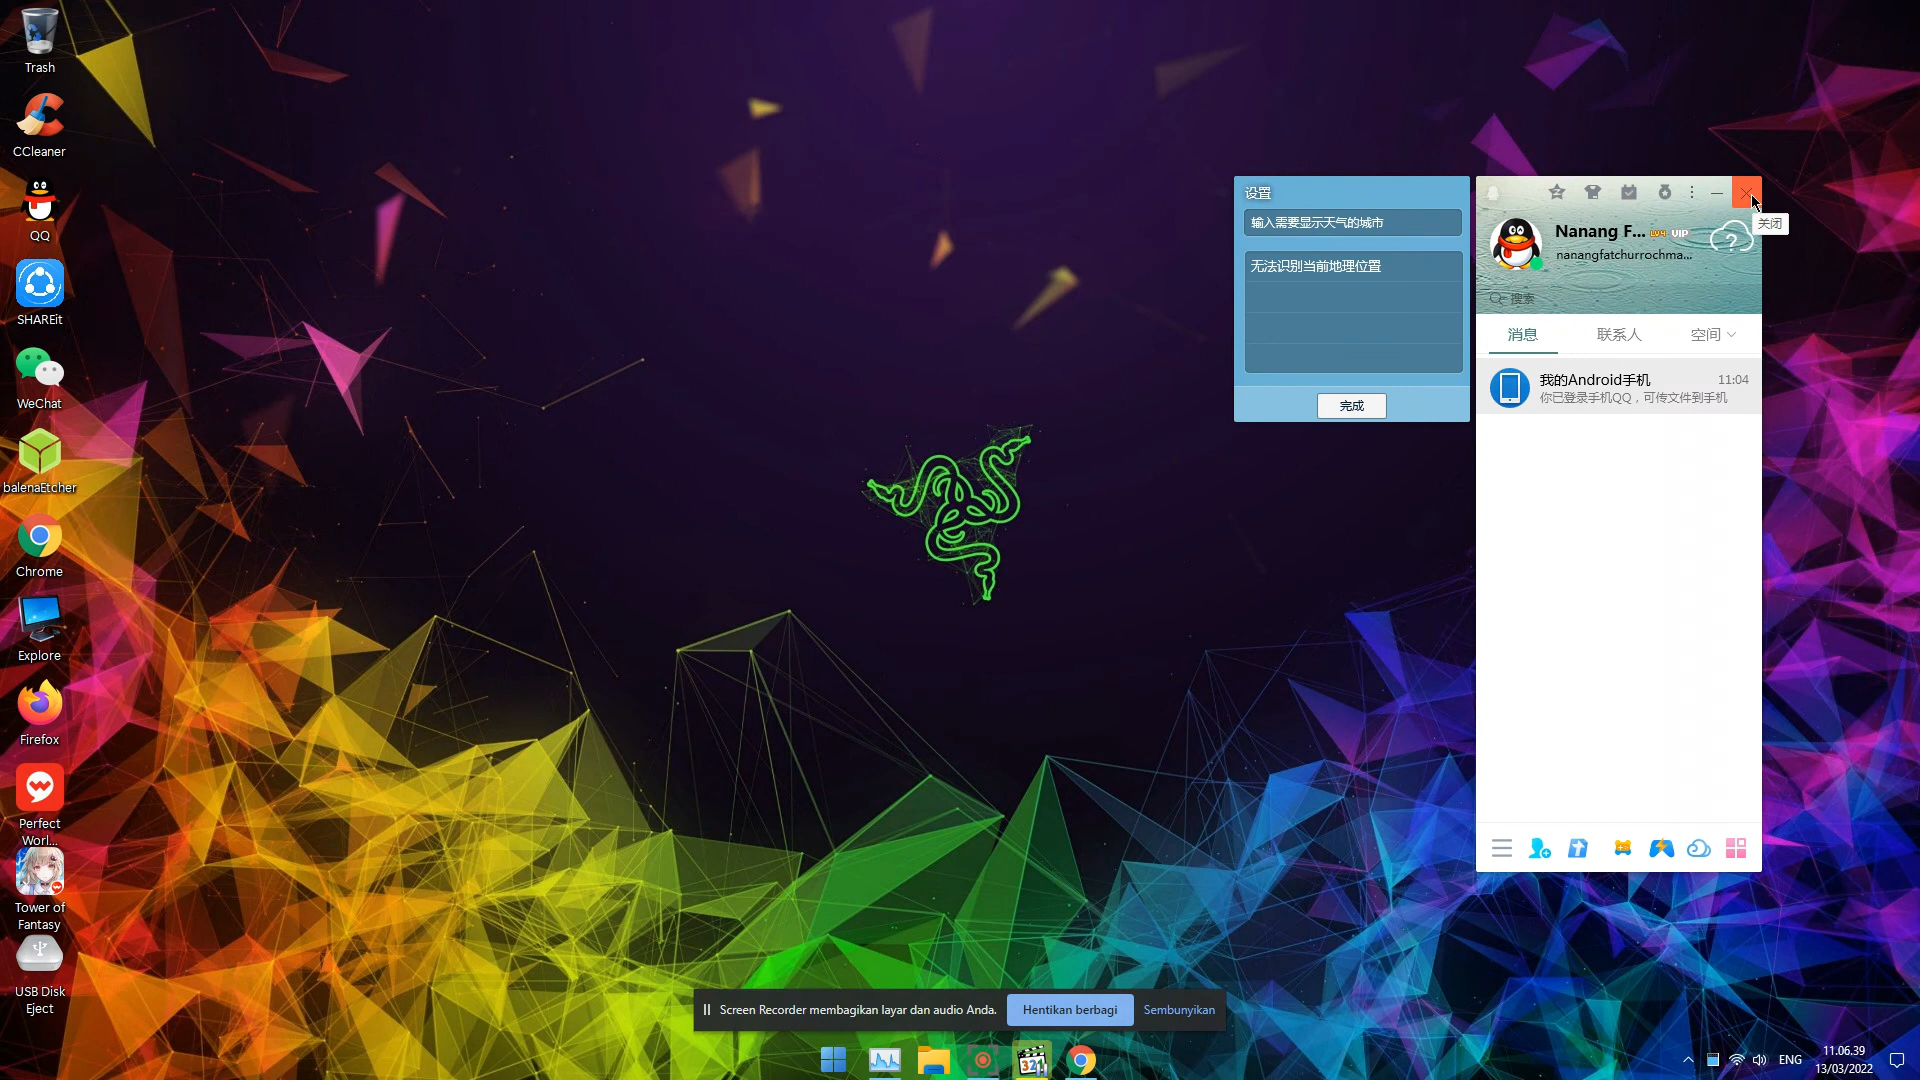 Trash
CCleaner
QQ
SHAREit
WeChat
balenaEtcher
Chrome
Explore
Firefox
Perfect
Worl...
Tower of
Fantasy
USB Disk
Eject
设置
输入需要显示天气的城市
无法识别当前地理位置
完成
关闭
Nanang F... LV4 VIP
nanangfatchurrochma...
搜索
消息 联系人 空间
我的Android手机 11:04
你已登录手机QQ，可传文件到手机
Screen Recorder membagikan layar dan audio Anda. Hentikan berbagi Sembunyikan
321
ENG
11.06.39
13/03/2022